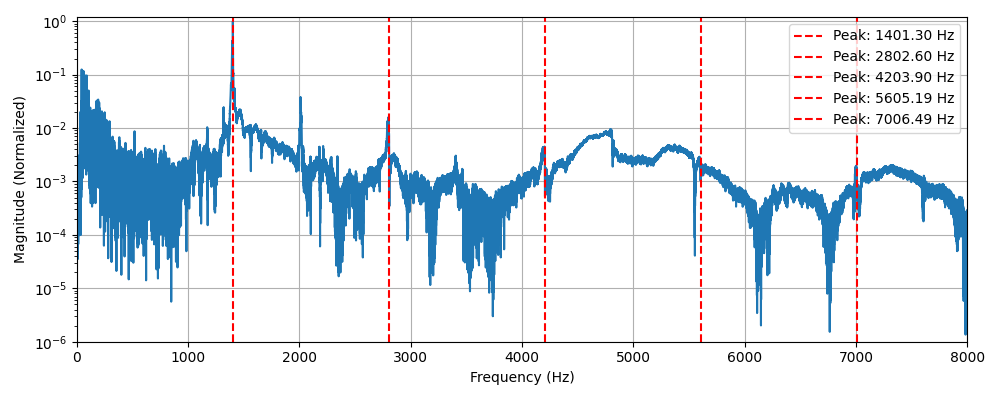 10^0
10^-1
10^-2
10^-3
10^-4
10^-5
10^-6
Magnitude (Normalized)
Peak: 1401.30 Hz
Peak: 2802.60 Hz
Peak: 4203.90 Hz
Peak: 5605.19 Hz
Peak: 7006.49 Hz
0 1000 2000 3000 4000 5000 6000 7000 8000
Frequency (Hz)